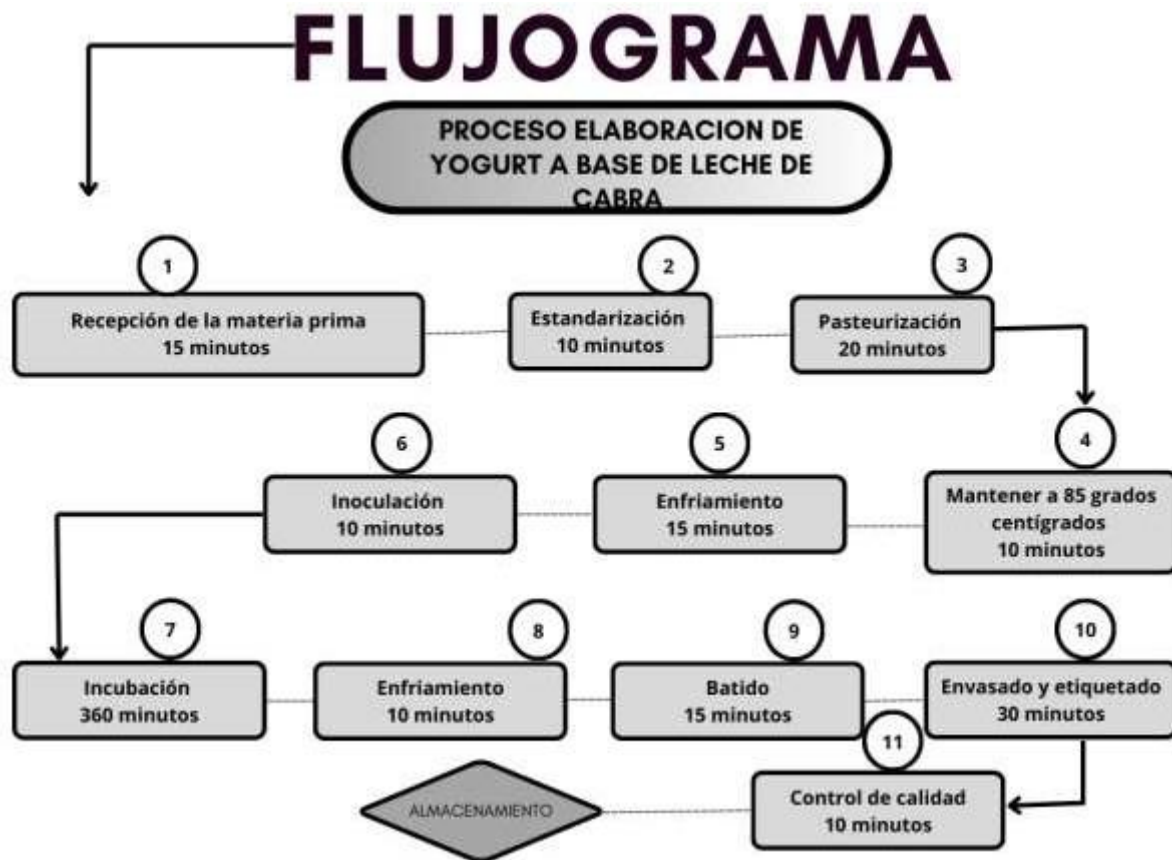 FLUJOGRAMA
PROCESO ELABORACION DE
YOGURT A BASE DE LECHE DE
CABRA
1
Recepción de la materia prima
15 minutos
2
Estandarización
10 minutos
3
Pasteurización
20 minutos
4
Mantener a 85 grados
centígrados
10 minutos
5
Enfriamiento
15 minutos
6
Inoculación
10 minutos
7
Incubación
360 minutos
8
Enfriamiento
10 minutos
9
Batido
15 minutos
10
Envasado y etiquetado
30 minutos
11
Control de calidad
10 minutos
ALMACENAMIENTO